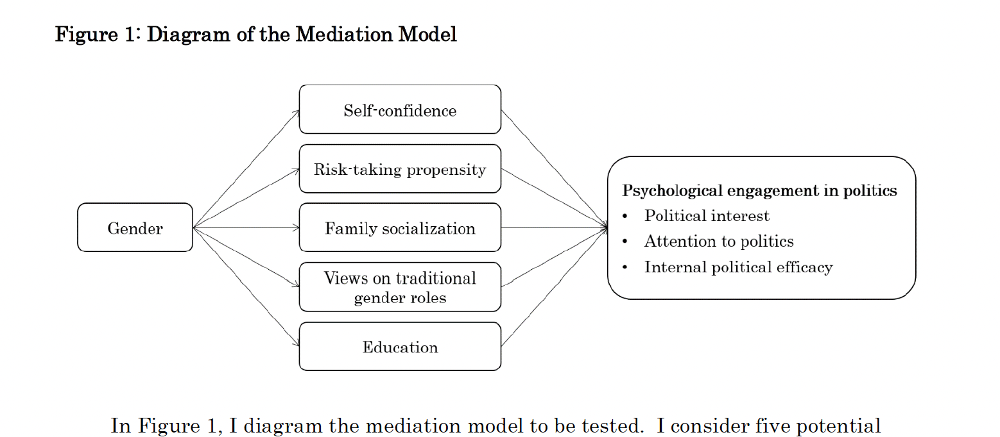 Figure 1: Diagram of the Mediation Model
Self-confidence
Risk-taking propensity
Gender
Family socialization
Views on traditional
gender roles
Education
Psychological engagement in politics
• Political interest
• Attention to politics
• Internal political efficacy
In Figure 1, I diagram the mediation model to be tested.  I consider five potential